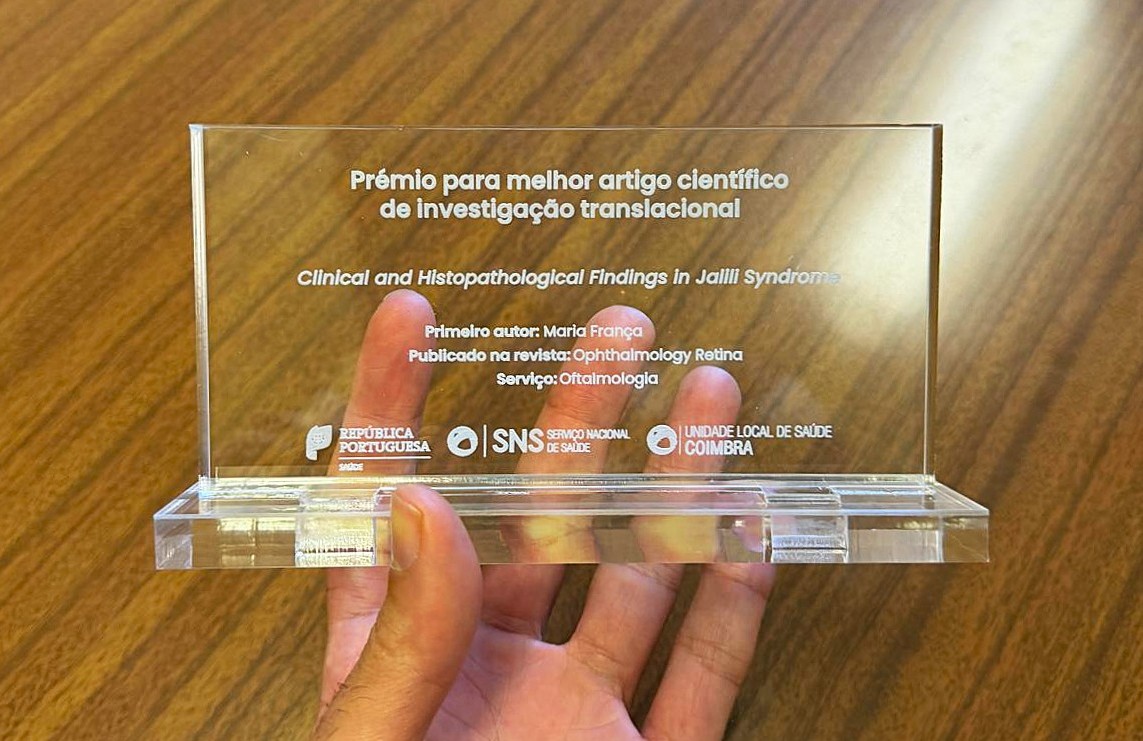 Prémio para melhor artigo científico
de investigação translacional
Clinical and Histopathological Findings in Jalili Syndrome
Primeiro autor: Maria França
Publicado na revista: Ophthalmology Retina
Serviço: Oftalmologia
REPÚBLICA
PORTUGUESA
SAÚDE
SNS SERVIÇO NACIONAL
DE SAÚDE
UNIDADE LOCAL DE SAÚDE
COIMBRA